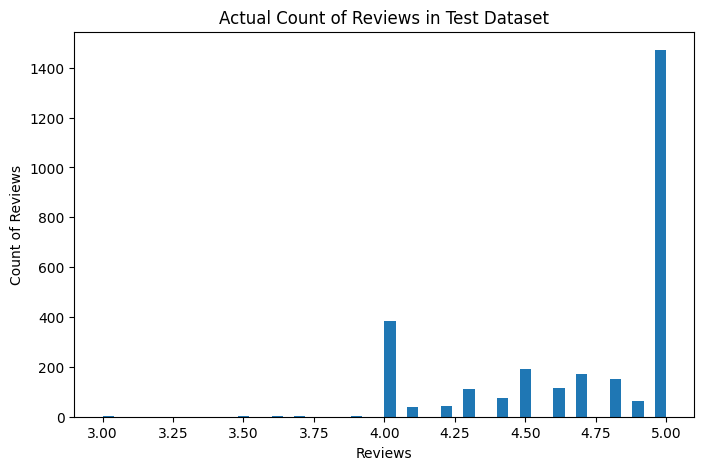 Actual Count of Reviews in Test Dataset
Count of Reviews
1400
1200
1000
800
600
400
200
0
3.00 3.25 3.50 3.75 4.00 4.25 4.50 4.75 5.00
Reviews